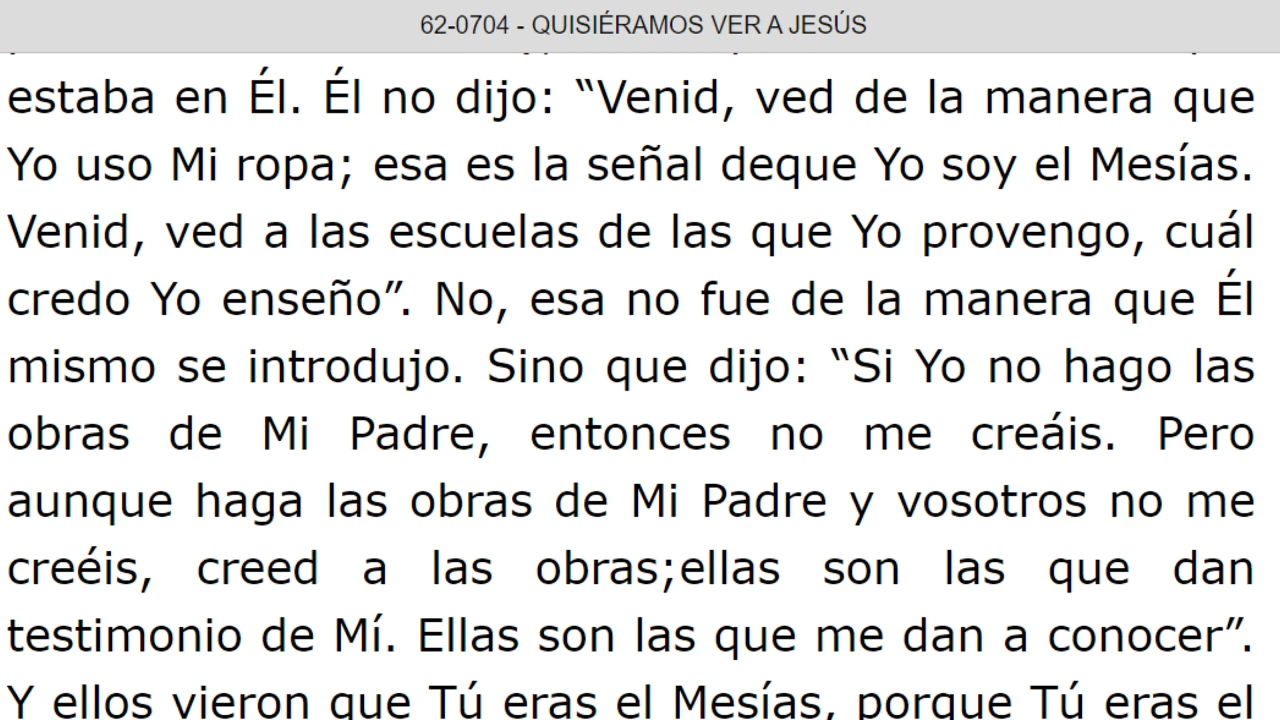 62-0704 - QUISIÉRAMOS VER A JESÚS
estaba en Él. Él no dijo: “Venid, ved de la manera que
Yo uso Mi ropa; esa es la señal deque Yo soy el Mesías.
Venid, ved a las escuelas de las que Yo provengo, cuál
credo Yo enseño”. No, esa no fue de la manera que Él
mismo se introdujo. Sino que dijo: “Si Yo no hago las
obras de Mi Padre, entonces no me creáis. Pero
aunque haga las obras de Mi Padre y vosotros no me
creéis, creed a las obras;ellas son las que dan
testimonio de Mí. Ellas son las que me dan a conocer”.
Y ellos vieron que Tú eras el Mesías, porque Tú eras el